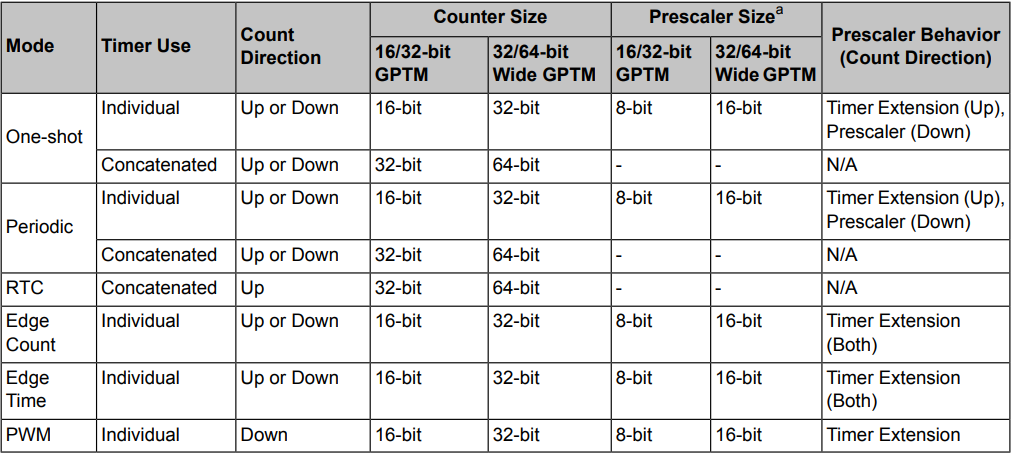 Mode Timer Use Count Direction Counter Size Prescaler Sizeᵃ Prescaler Behavior (Count Direction)
16/32-bit GPTM 32/64-bit Wide GPTM 16/32-bit GPTM 32/64-bit Wide GPTM
One-shot Individual Up or Down 16-bit 32-bit 8-bit 16-bit Timer Extension (Up), Prescaler (Down)
Concatenated Up or Down 32-bit 64-bit - - N/A
Periodic Individual Up or Down 16-bit 32-bit 8-bit 16-bit Timer Extension (Up), Prescaler (Down)
Concatenated Up or Down 32-bit 64-bit - - N/A
RTC Concatenated Up 32-bit 64-bit - - N/A
Edge Count Individual Up or Down 16-bit 32-bit 8-bit 16-bit Timer Extension (Both)
Edge Time Individual Up or Down 16-bit 32-bit 8-bit 16-bit Timer Extension (Both)
PWM Individual Down 16-bit 32-bit 8-bit 16-bit Timer Extension